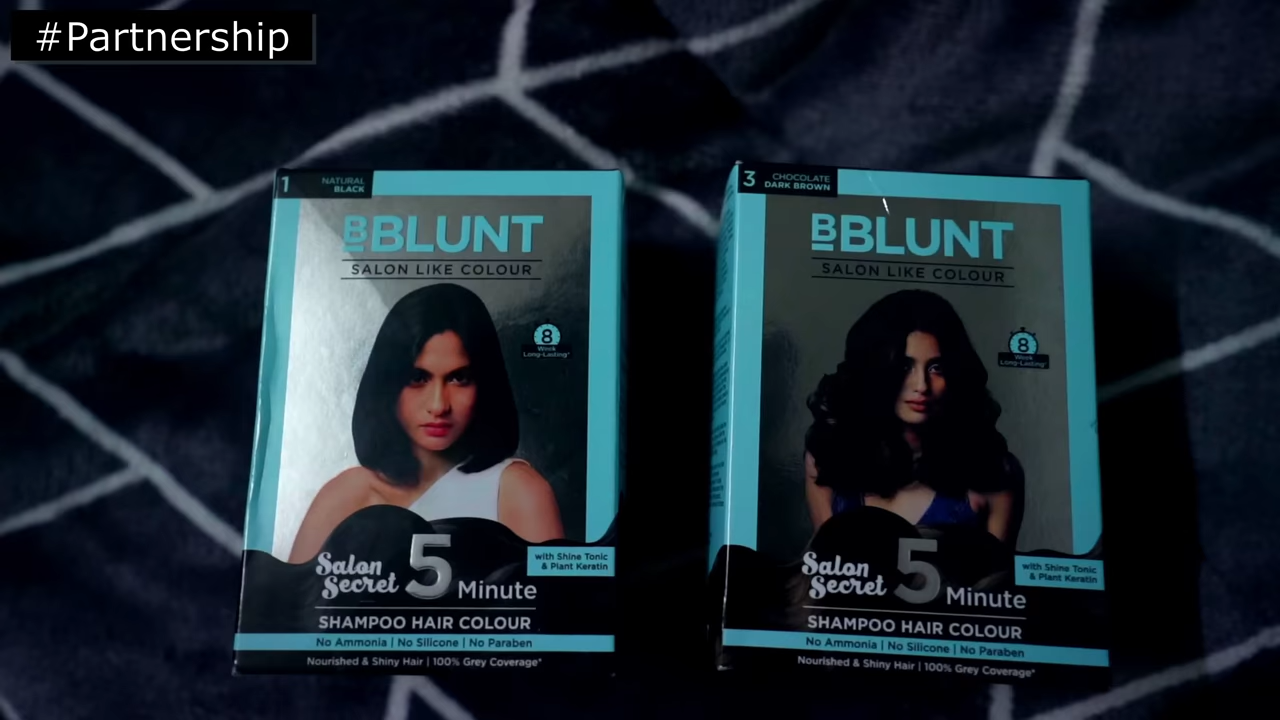 #Partnership
1 NATURAL
BLACK
BBLUNT
SALON LIKE COLOUR
8
Week
Long-Lasting*
Salon
Secret 5 Minute
with Shine Tonic
& Plant Keratin
SHAMPOO HAIR COLOUR
No Ammonia | No Silicone | No Paraben
Nourished & Shiny Hair | 100% Grey Coverage*
3 CHOCOLATE
DARK BROWN
BBLUNT
SALON LIKE COLOUR
8
Week
Long-Lasting*
Salon
Secret 5 Minute
with Shine Tonic
& Plant Keratin
SHAMPOO HAIR COLOUR
No Ammonia | No Silicone | No Paraben
Nourished & Shiny Hair | 100% Grey Coverage*